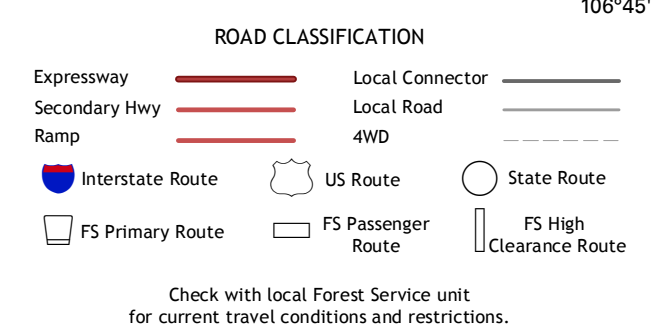 106°45'
ROAD CLASSIFICATION
Expressway
Local Connector
Secondary Hwy
Local Road
Ramp
4WD
Interstate Route
US Route
State Route
FS Primary Route
FS Passenger
Route
FS High
Clearance Route
Check with local Forest Service unit
for current travel conditions and restrictions.